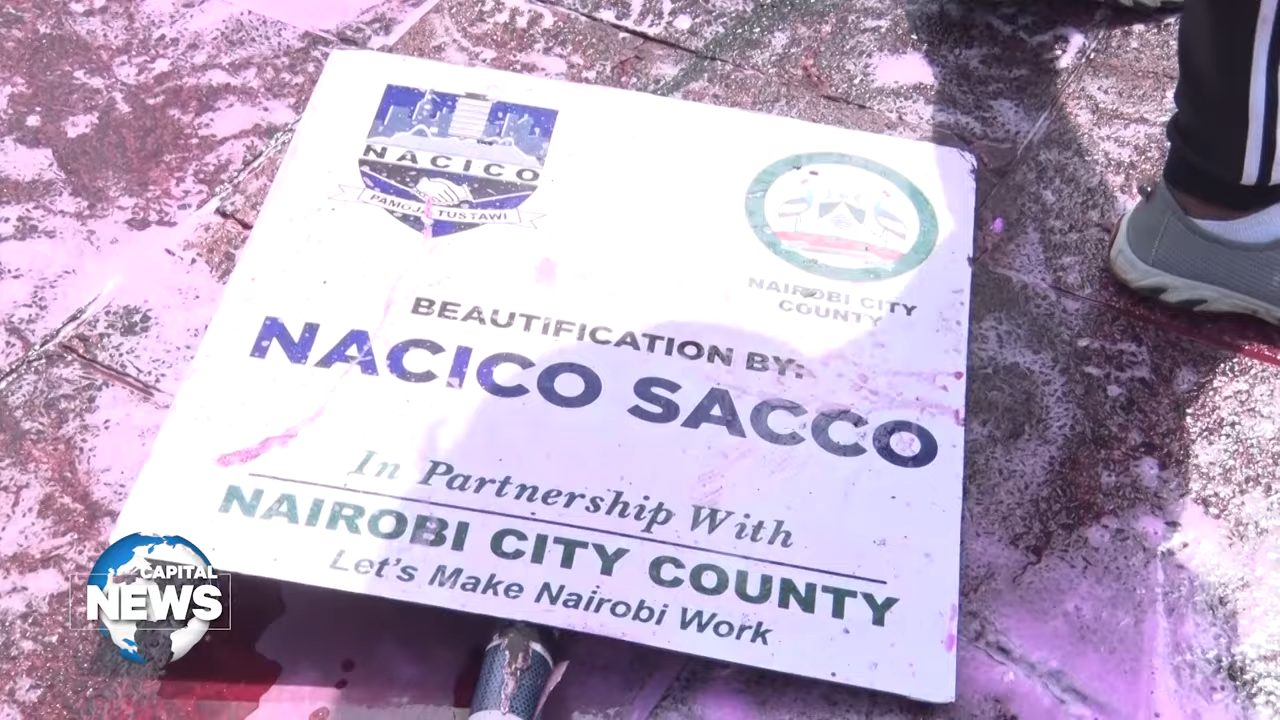 NACICO
PAMOJA TUSTAWI
NAIROBI CITY
COUNTY
BEAUTIFICATION BY:
NACICO SACCO
In Partnership With
NAIROBI CITY COUNTY
Let's Make Nairobi Work
CAPITAL
NEWS